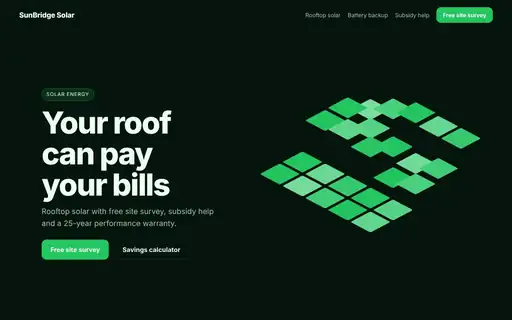 SunBridge Solar
Rooftop solar
Battery backup
Subsidy help
Free site survey
SOLAR ENERGY
Your roof
can pay
your bills
Rooftop solar with free site survey, subsidy help
and a 25-year performance warranty.
Free site survey
Savings calculator